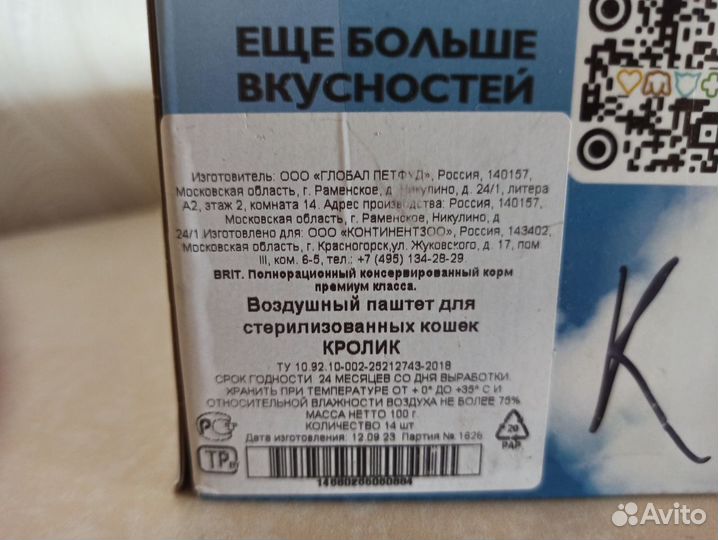 ЕЩЕ БОЛЬШЕ
ВКУСНОСТЕЙ
Изготовитель: ООО «ГЛОБАЛ ПЕТФУД», Россия, 140157,
Московская область, г. Раменское, д. Никулино, д. 24/1, литера
А2, этаж 2, комната 14. Адрес производства: Россия, 140157,
Московская область, г. Раменское, Никулино, д
24/1.Изготовлено для: ООО «КОНТИНЕНТЗОО», Россия, 143402,
Московская область, г. Красногорск,ул. Жуковского, д. 17, пом
III, ком. 6-5, тел.: +7 (495) 134-28-29
BRIT. Полнорационный консервированный корм
премиум класса.
Воздушный паштет для
стерилизованных кошек
КРОЛИК
ТУ 10.92.10-002-25212743-2018
СРОК ГОДНОСТИ: 24 МЕСЯЦЕВ СО ДНЯ ВЫРАБОТКИ.
ХРАНИТЬ ПРИ ТЕМПЕРАТУРЕ ОТ + 0° ДО +35° С И
ОТНОСИТЕЛЬНОЙ ВЛАЖНОСТИ ВОЗДУХА НЕ БОЛЕЕ 75%
МАССА НЕТТО 100 г.
КОЛИЧЕСТВО 14 шт
Дата изготовления: 12.09.23 Партия № 1626
РСТ
20
PAP
ТР
К
Avito